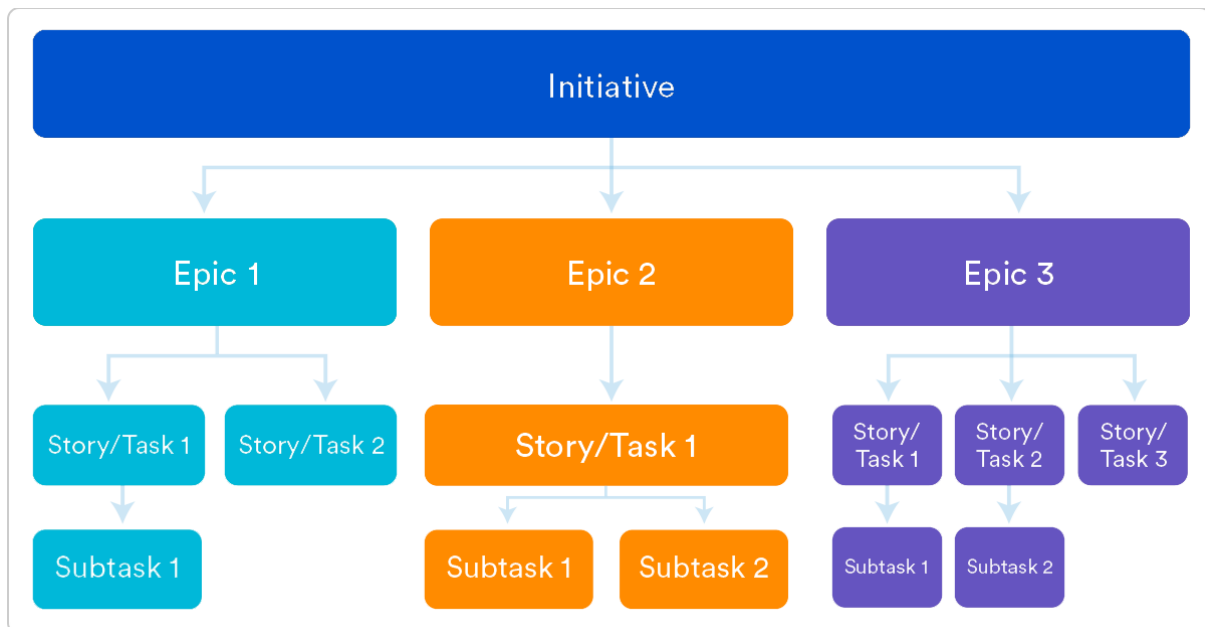 Initiative
Epic 1
Epic 2
Epic 3
Story/Task 1
Story/Task 2
Story/Task 1
Story/
Task 1
Story/
Task 2
Story/
Task 3
Subtask 1
Subtask 1
Subtask 2
Subtask 1
Subtask 2